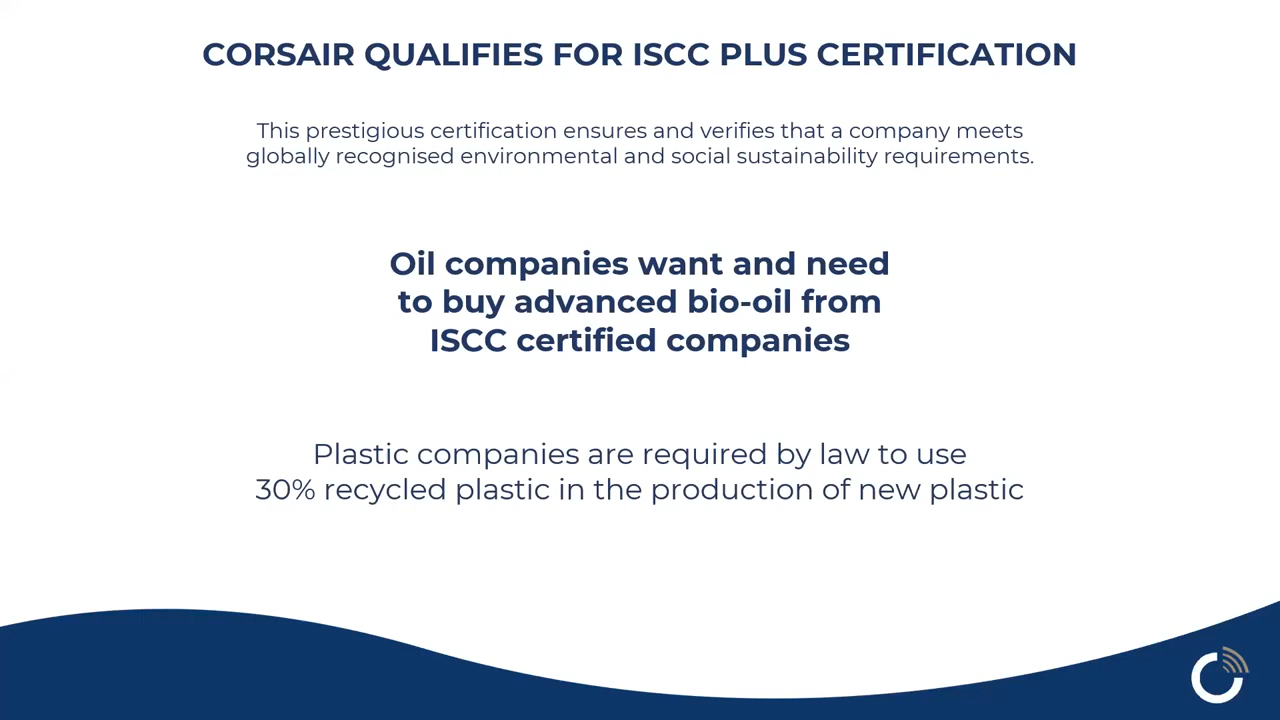 CORSAIR QUALIFIES FOR ISCC PLUS CERTIFICATION
This prestigious certification ensures and verifies that a company meets
globally recognised environmental and social sustainability requirements.
Oil companies want and need
to buy advanced bio-oil from
ISCC certified companies
Plastic companies are required by law to use
30% recycled plastic in the production of new plastic